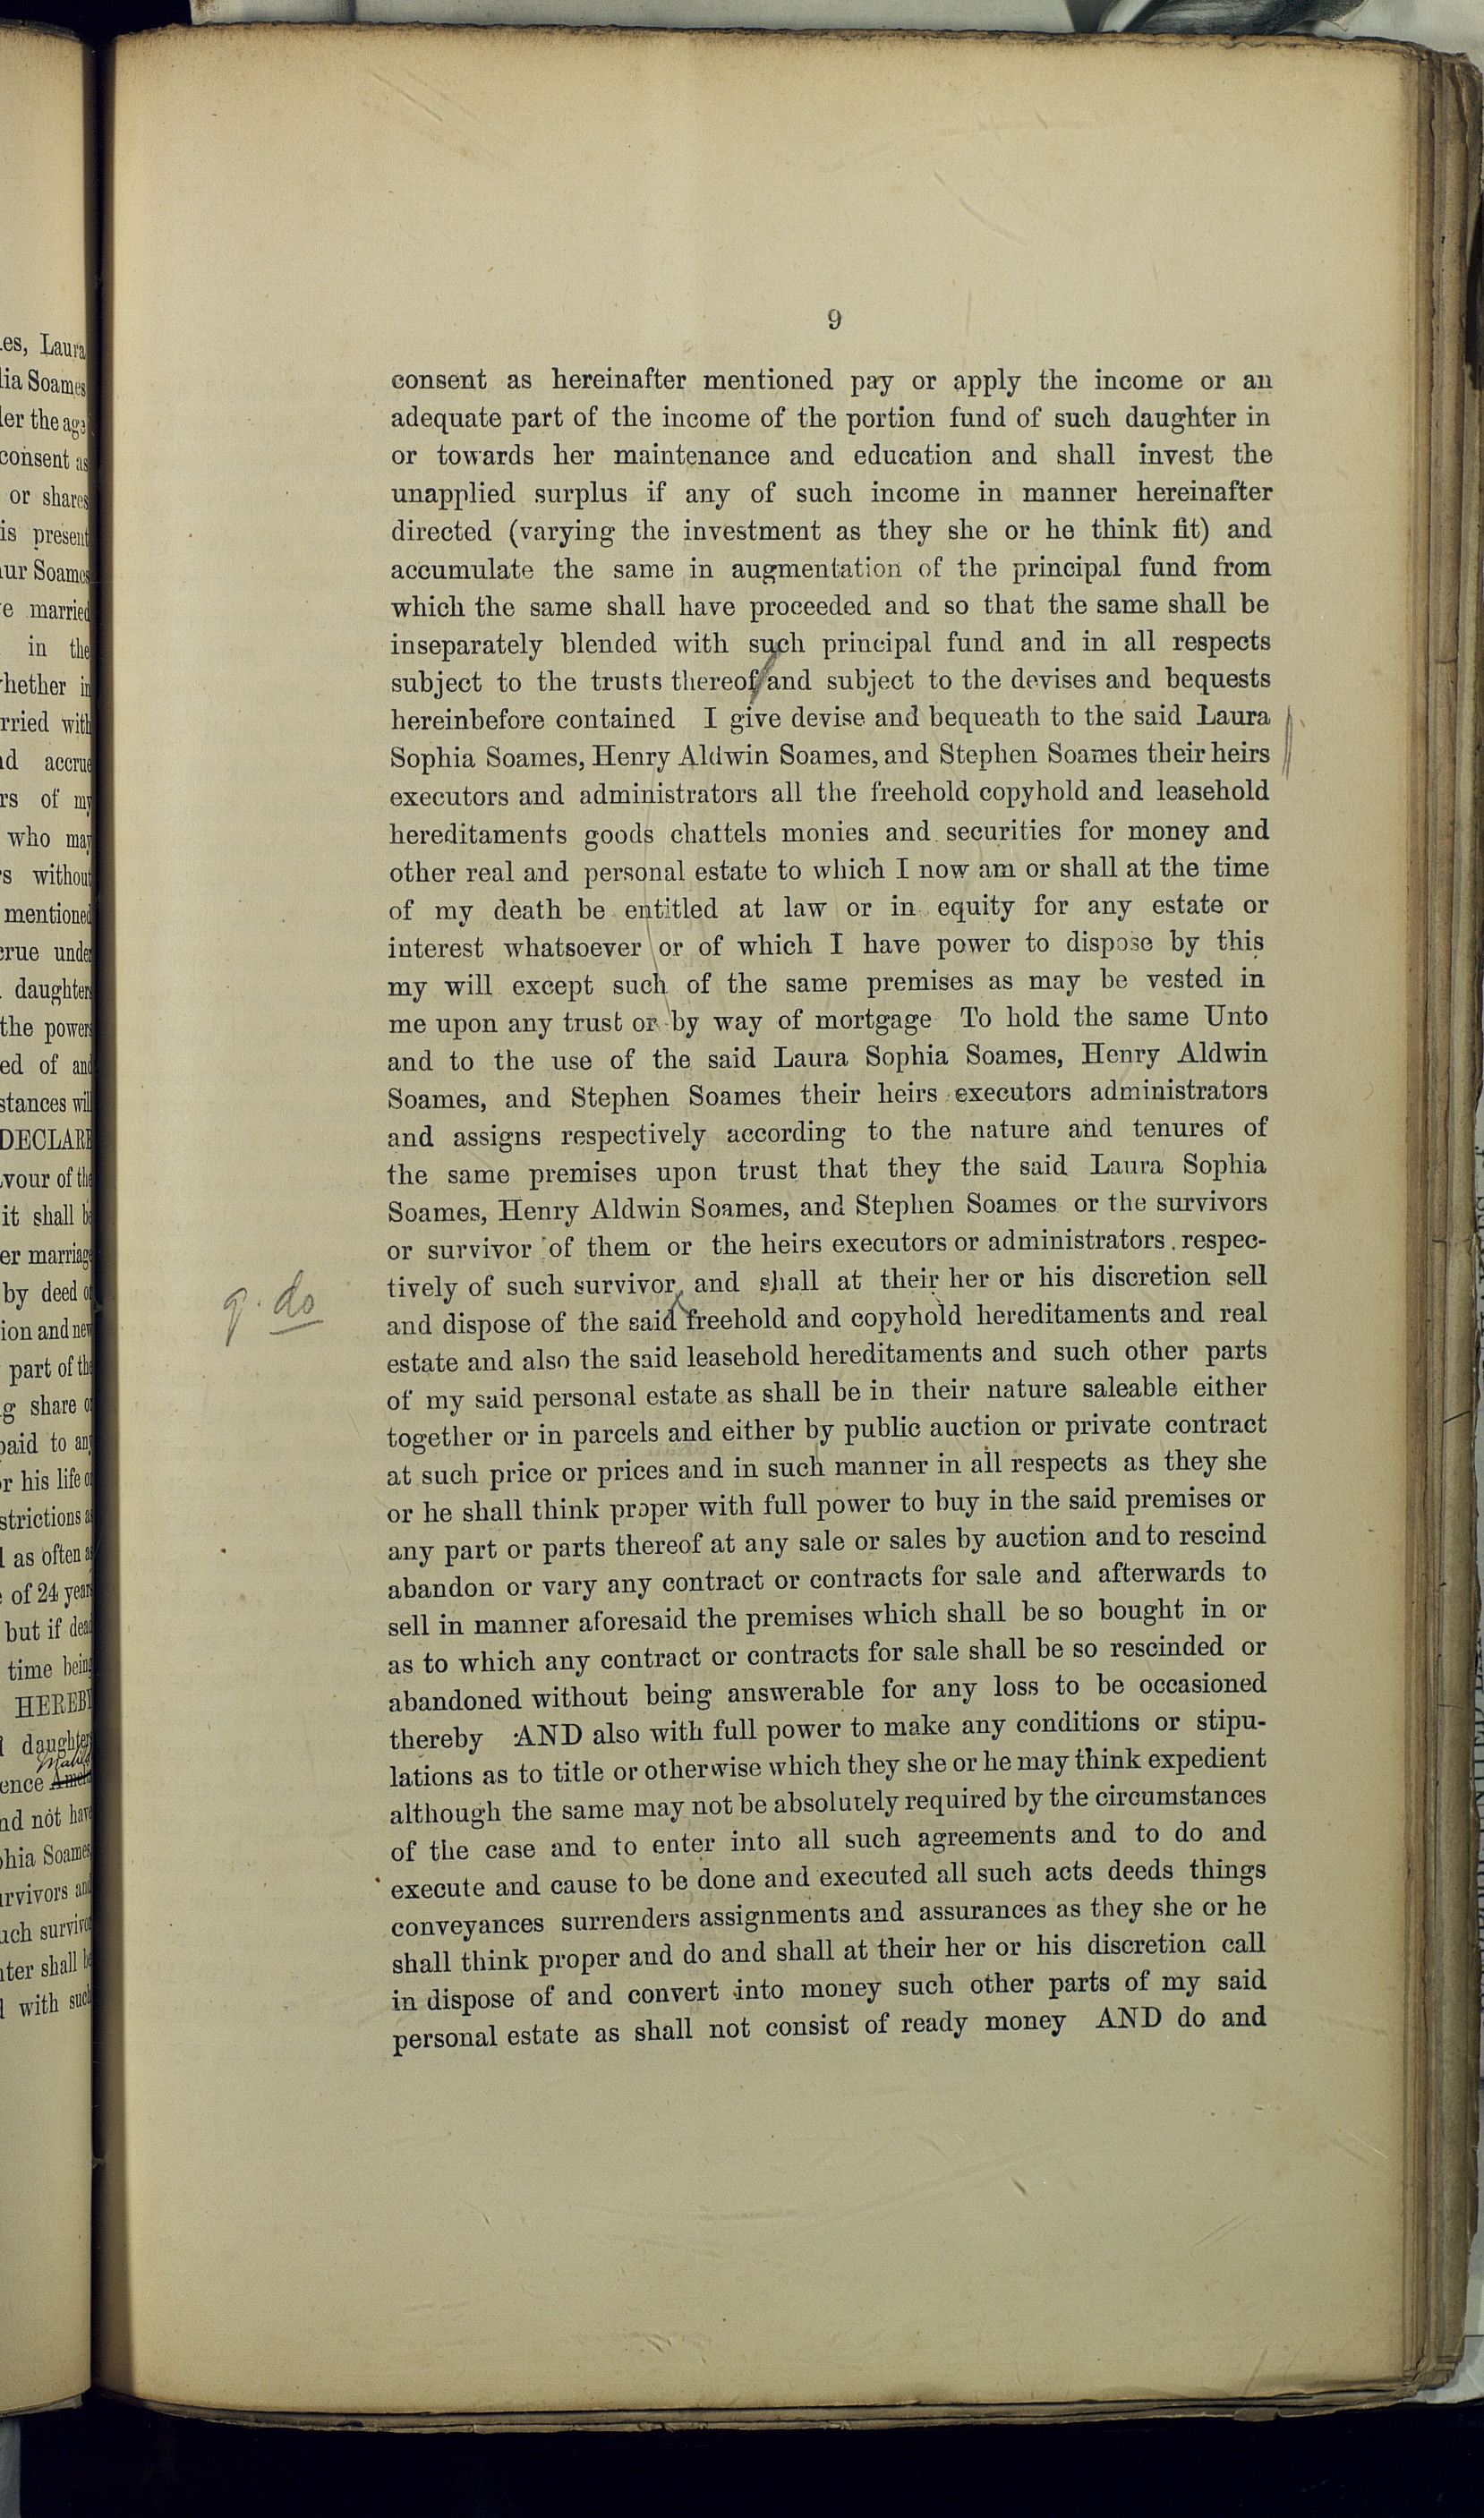 9
consent as hereinafter mentioned pay or apply the income or an
adequate part of the income of the portion fund of such daughter in
or towards her maintenance and education and shall invest the
unapplied surplus if any of such income in manner hereinafter
directed (varying the investment as they she or he think fit) and
accumulate the same in augmentation of the principal fund from
which the same shall have proceeded and so that the same shall be
inseparately blended with such principal fund and in all respects
subject to the trusts thereof/and subject to the devises and bequests
hereinbefore contained I give devise and bequeath to the said Laura
Sophia Soames, Henry Aldwin Soames, and Stephen Soames their heirs
executors and administrators all the freehold copyhold and leasehold
hereditaments goods chattels monies and securities for money and
other real and personal estate to which I now am or shall at the time
of my death be entitled at law or in equity for any estate or
interest whatsoever or of which I have power to dispose by this
my will except such of the same premises as may be vested in
me upon any trust or by way of mortgage To hold the same Unto
and to the use of the said Laura Sophia Soames, Henry Aldwin
Soames, and Stephen Soames their heirs executors administrators
and assigns respectively according to the nature and tenures of
the same premises upon trust that they the said Laura Sophia
Soames, Henry Aldwin Soames, and Stephen Soames or the survivors
or survivor of them or the heirs executors or administrators respec-
tively of such survivor and shall at their her or his discretion sell
q. do
and dispose of the said freehold and copyhold hereditaments and real
estate and also the said leasehold hereditaments and such other parts
of my said personal estate as shall be in their nature saleable either
together or in parcels and either by public auction or private contract
at such price or prices and in such manner in all respects as they she
or he shall think proper with full power to buy in the said premises or
any part or parts thereof at any sale or sales by auction and to rescind
abandon or vary any contract or contracts for sale and afterwards to
sell in manner aforesaid the premises which shall be so bought in or
as to which any contract or contracts for sale shall be so rescinded or
abandoned without being answerable for any loss to be occasioned
thereby AND also with full power to make any conditions or stipu-
lations as to title or otherwise which they she or he may think expedient
although the same may not be absolutely required by the circumstances
of the case and to enter into all such agreements and to do and
execute and cause to be done and executed all such acts deeds things
conveyances surrenders assignments and assurances as they she or he
shall think proper and do and shall at their her or his discretion call
in dispose of and convert into money such other parts of my said
personal estate as shall not consist of ready money AND do and